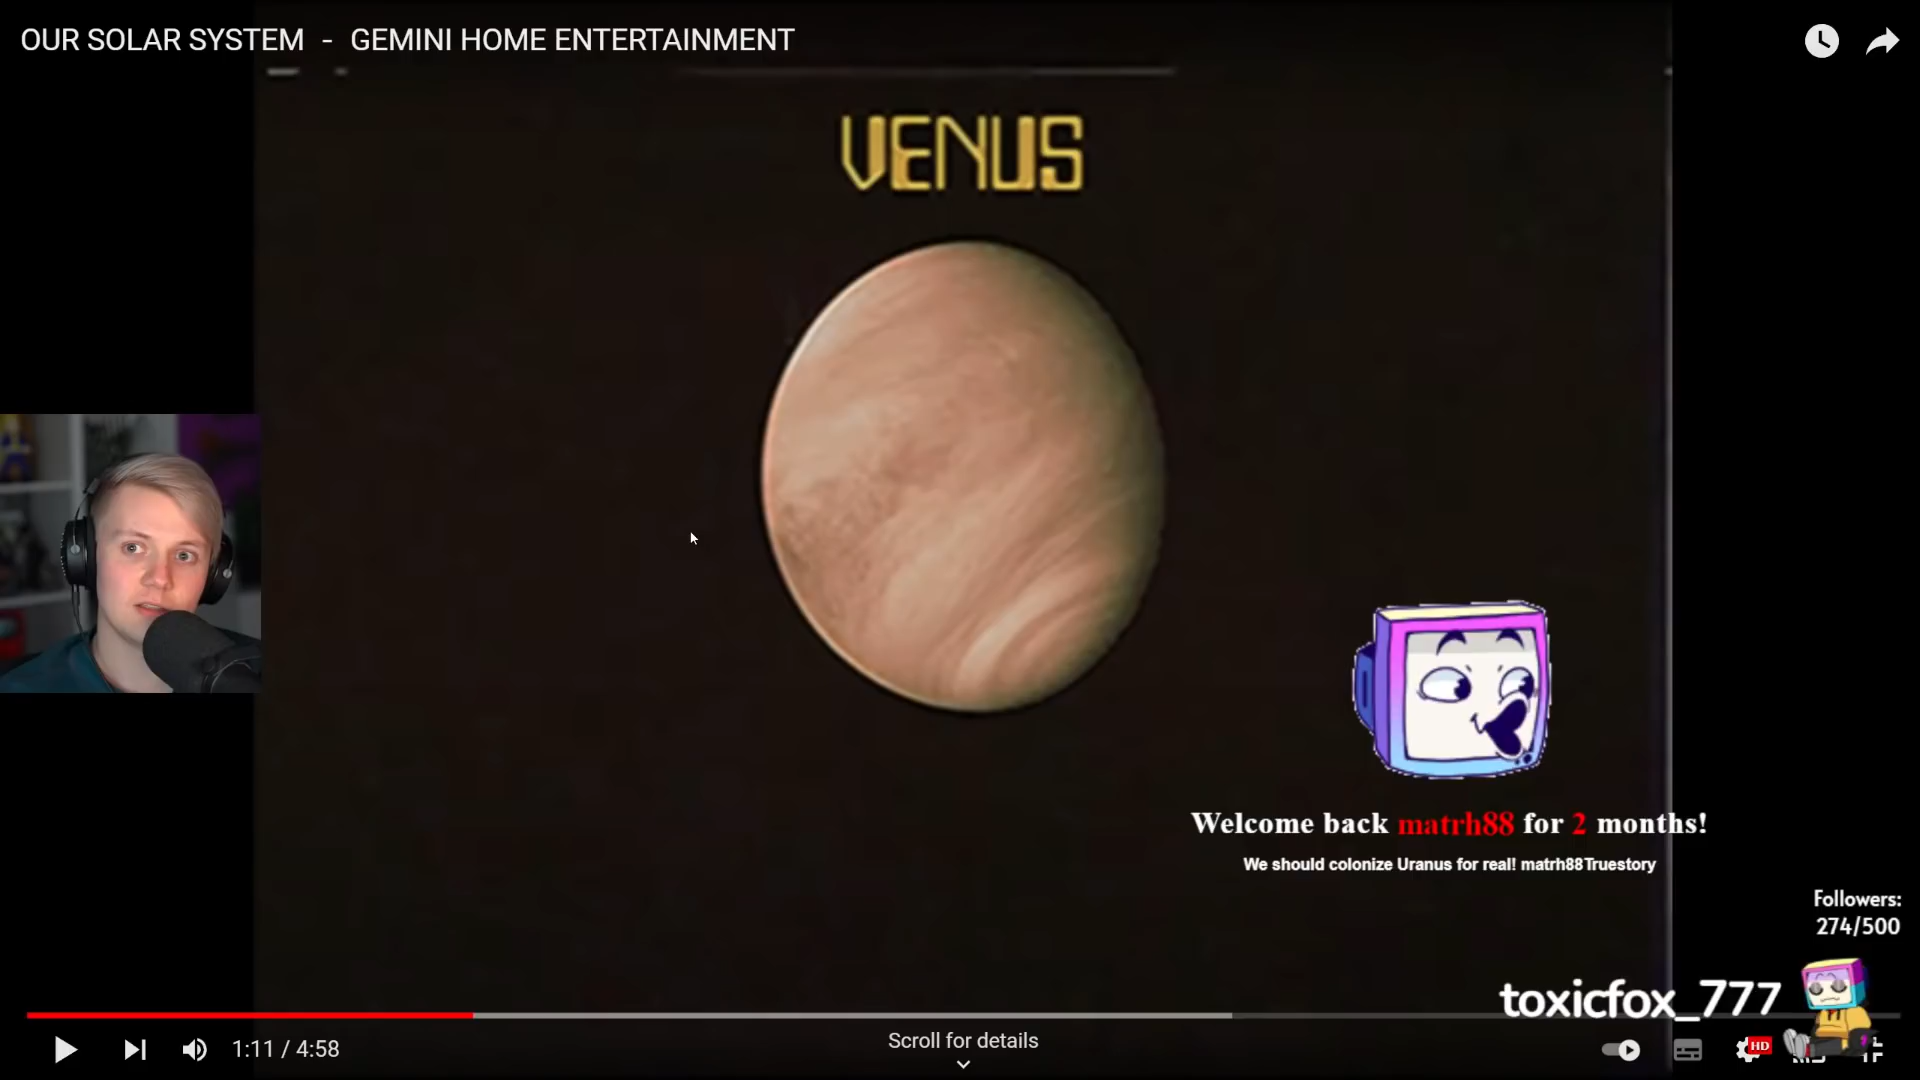 OUR SOLAR SYSTEM - GEMINI HOME ENTERTAINMENT
VENUS
Welcome back matrh88 for 2 months!
We should colonize Uranus for real! matrh88Truestory
Followers:
274/500
toxicfox_777
Scroll for details
1:11 / 4:58
HD